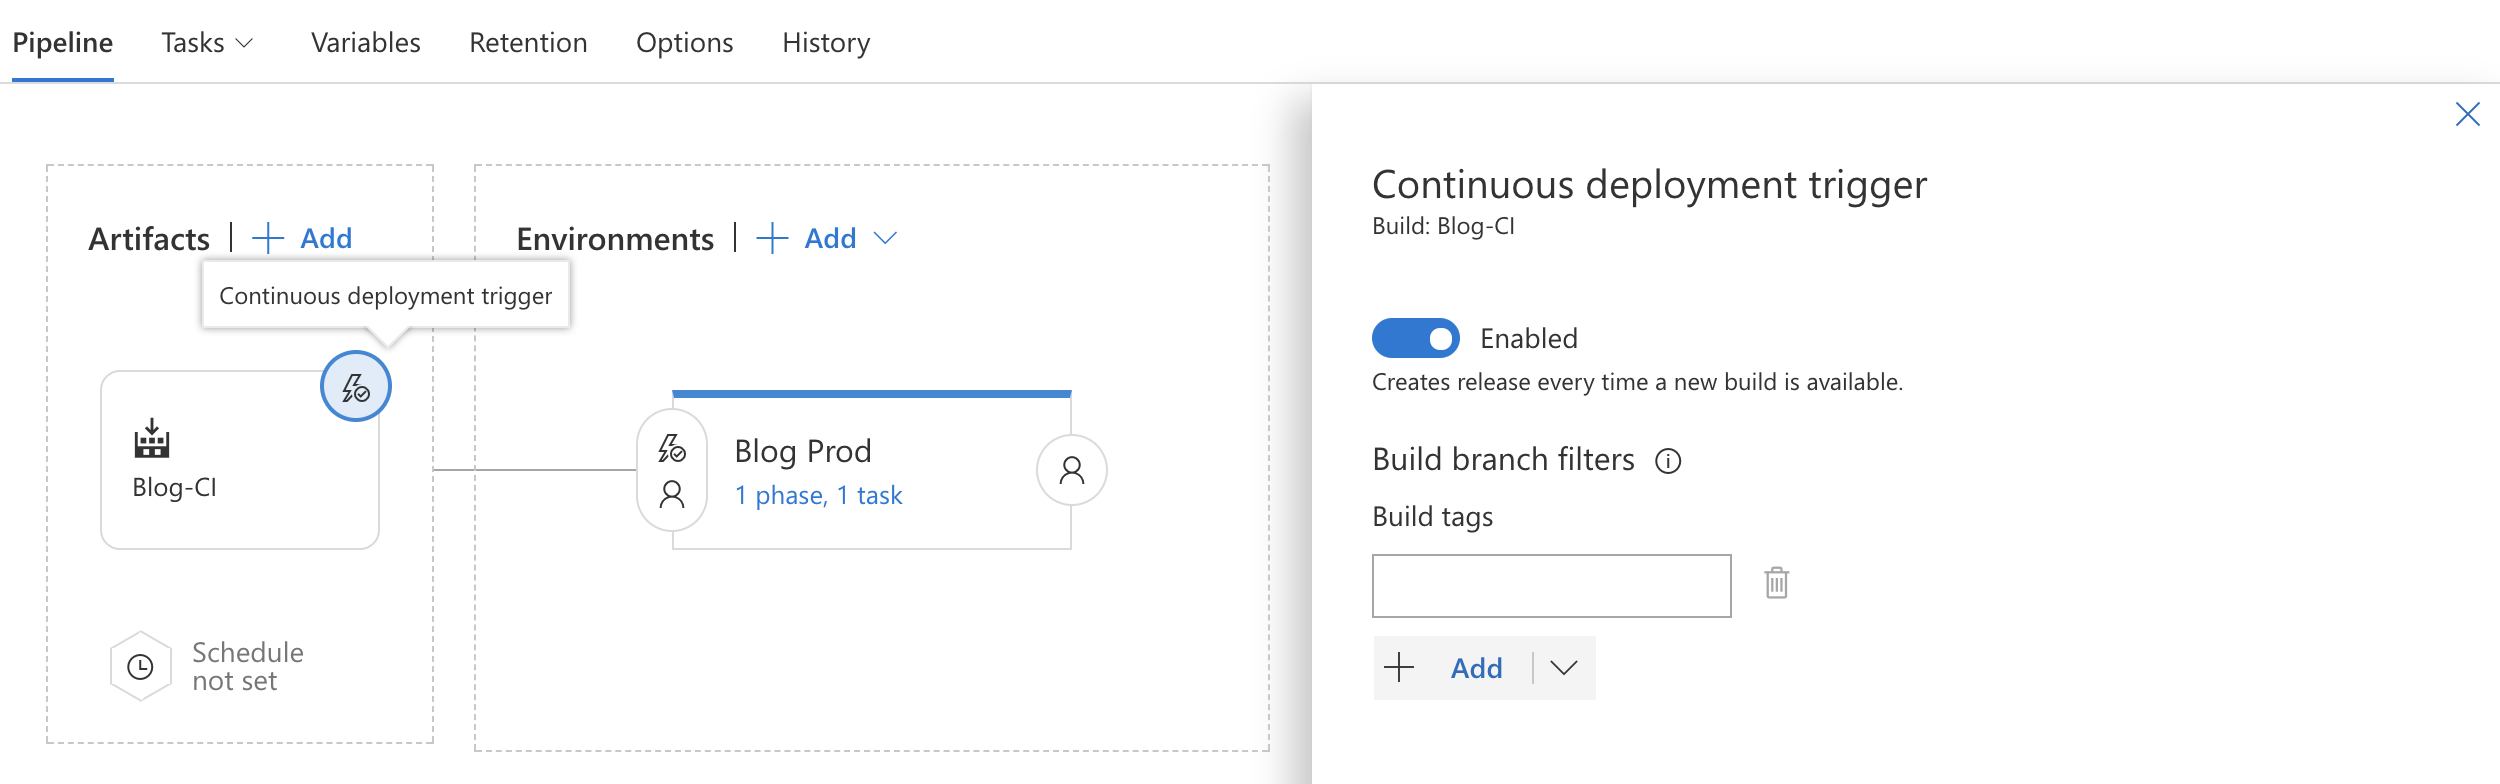 Pipeline Tasks Variables Retention Options History
Artifacts | Add
Continuous deployment trigger
Blog-CI
Schedule
not set
Environments | Add
Blog Prod
1 phase, 1 task
Continuous deployment trigger
Build: Blog-CI
Enabled
Creates release every time a new build is available.
Build branch filters
Build tags
Add